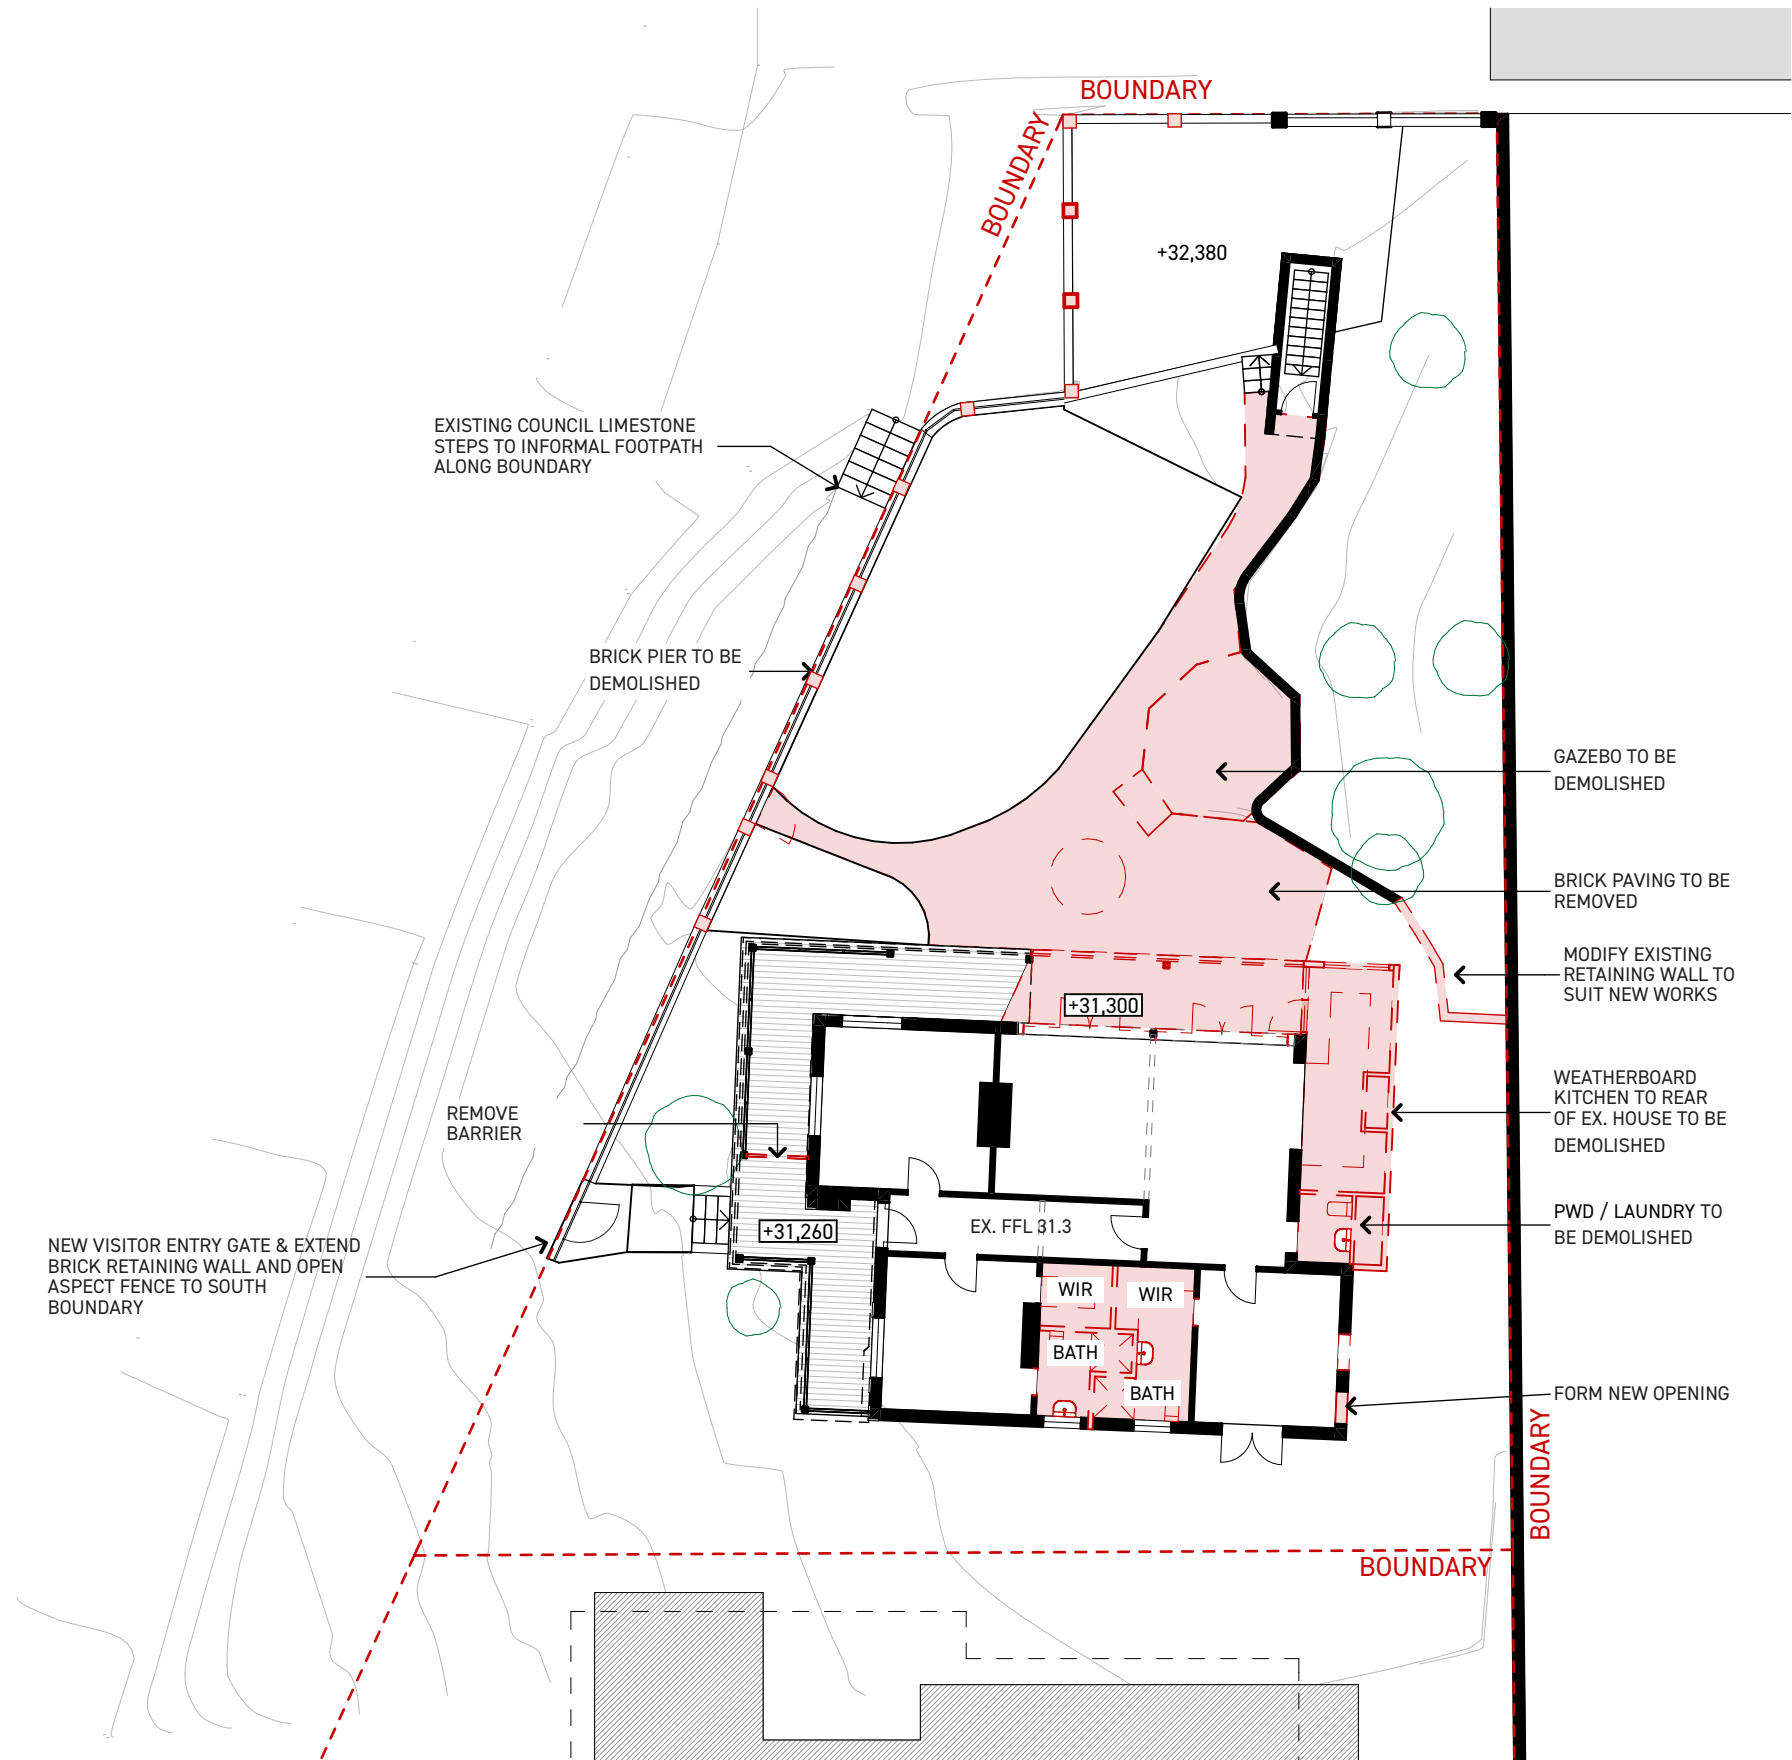 BOUNDARY
BOUNDARY
+32,380
EXISTING COUNCIL LIMESTONE
STEPS TO INFORMAL FOOTPATH
ALONG BOUNDARY
BRICK PIER TO BE
DEMOLISHED
GAZEBO TO BE
DEMOLISHED
BRICK PAVING TO BE
REMOVED
MODIFY EXISTING
RETAINING WALL TO
SUIT NEW WORKS
+31,300
WEATHERBOARD
KITCHEN TO REAR
OF EX. HOUSE TO BE
DEMOLISHED
REMOVE
BARRIER
PWD / LAUNDRY TO
BE DEMOLISHED
+31,260
EX. FFL 31.3
NEW VISITOR ENTRY GATE & EXTEND
BRICK RETAINING WALL AND OPEN
ASPECT FENCE TO SOUTH
BOUNDARY
WIR
WIR
BATH
BATH
FORM NEW OPENING
BOUNDARY
BOUNDARY